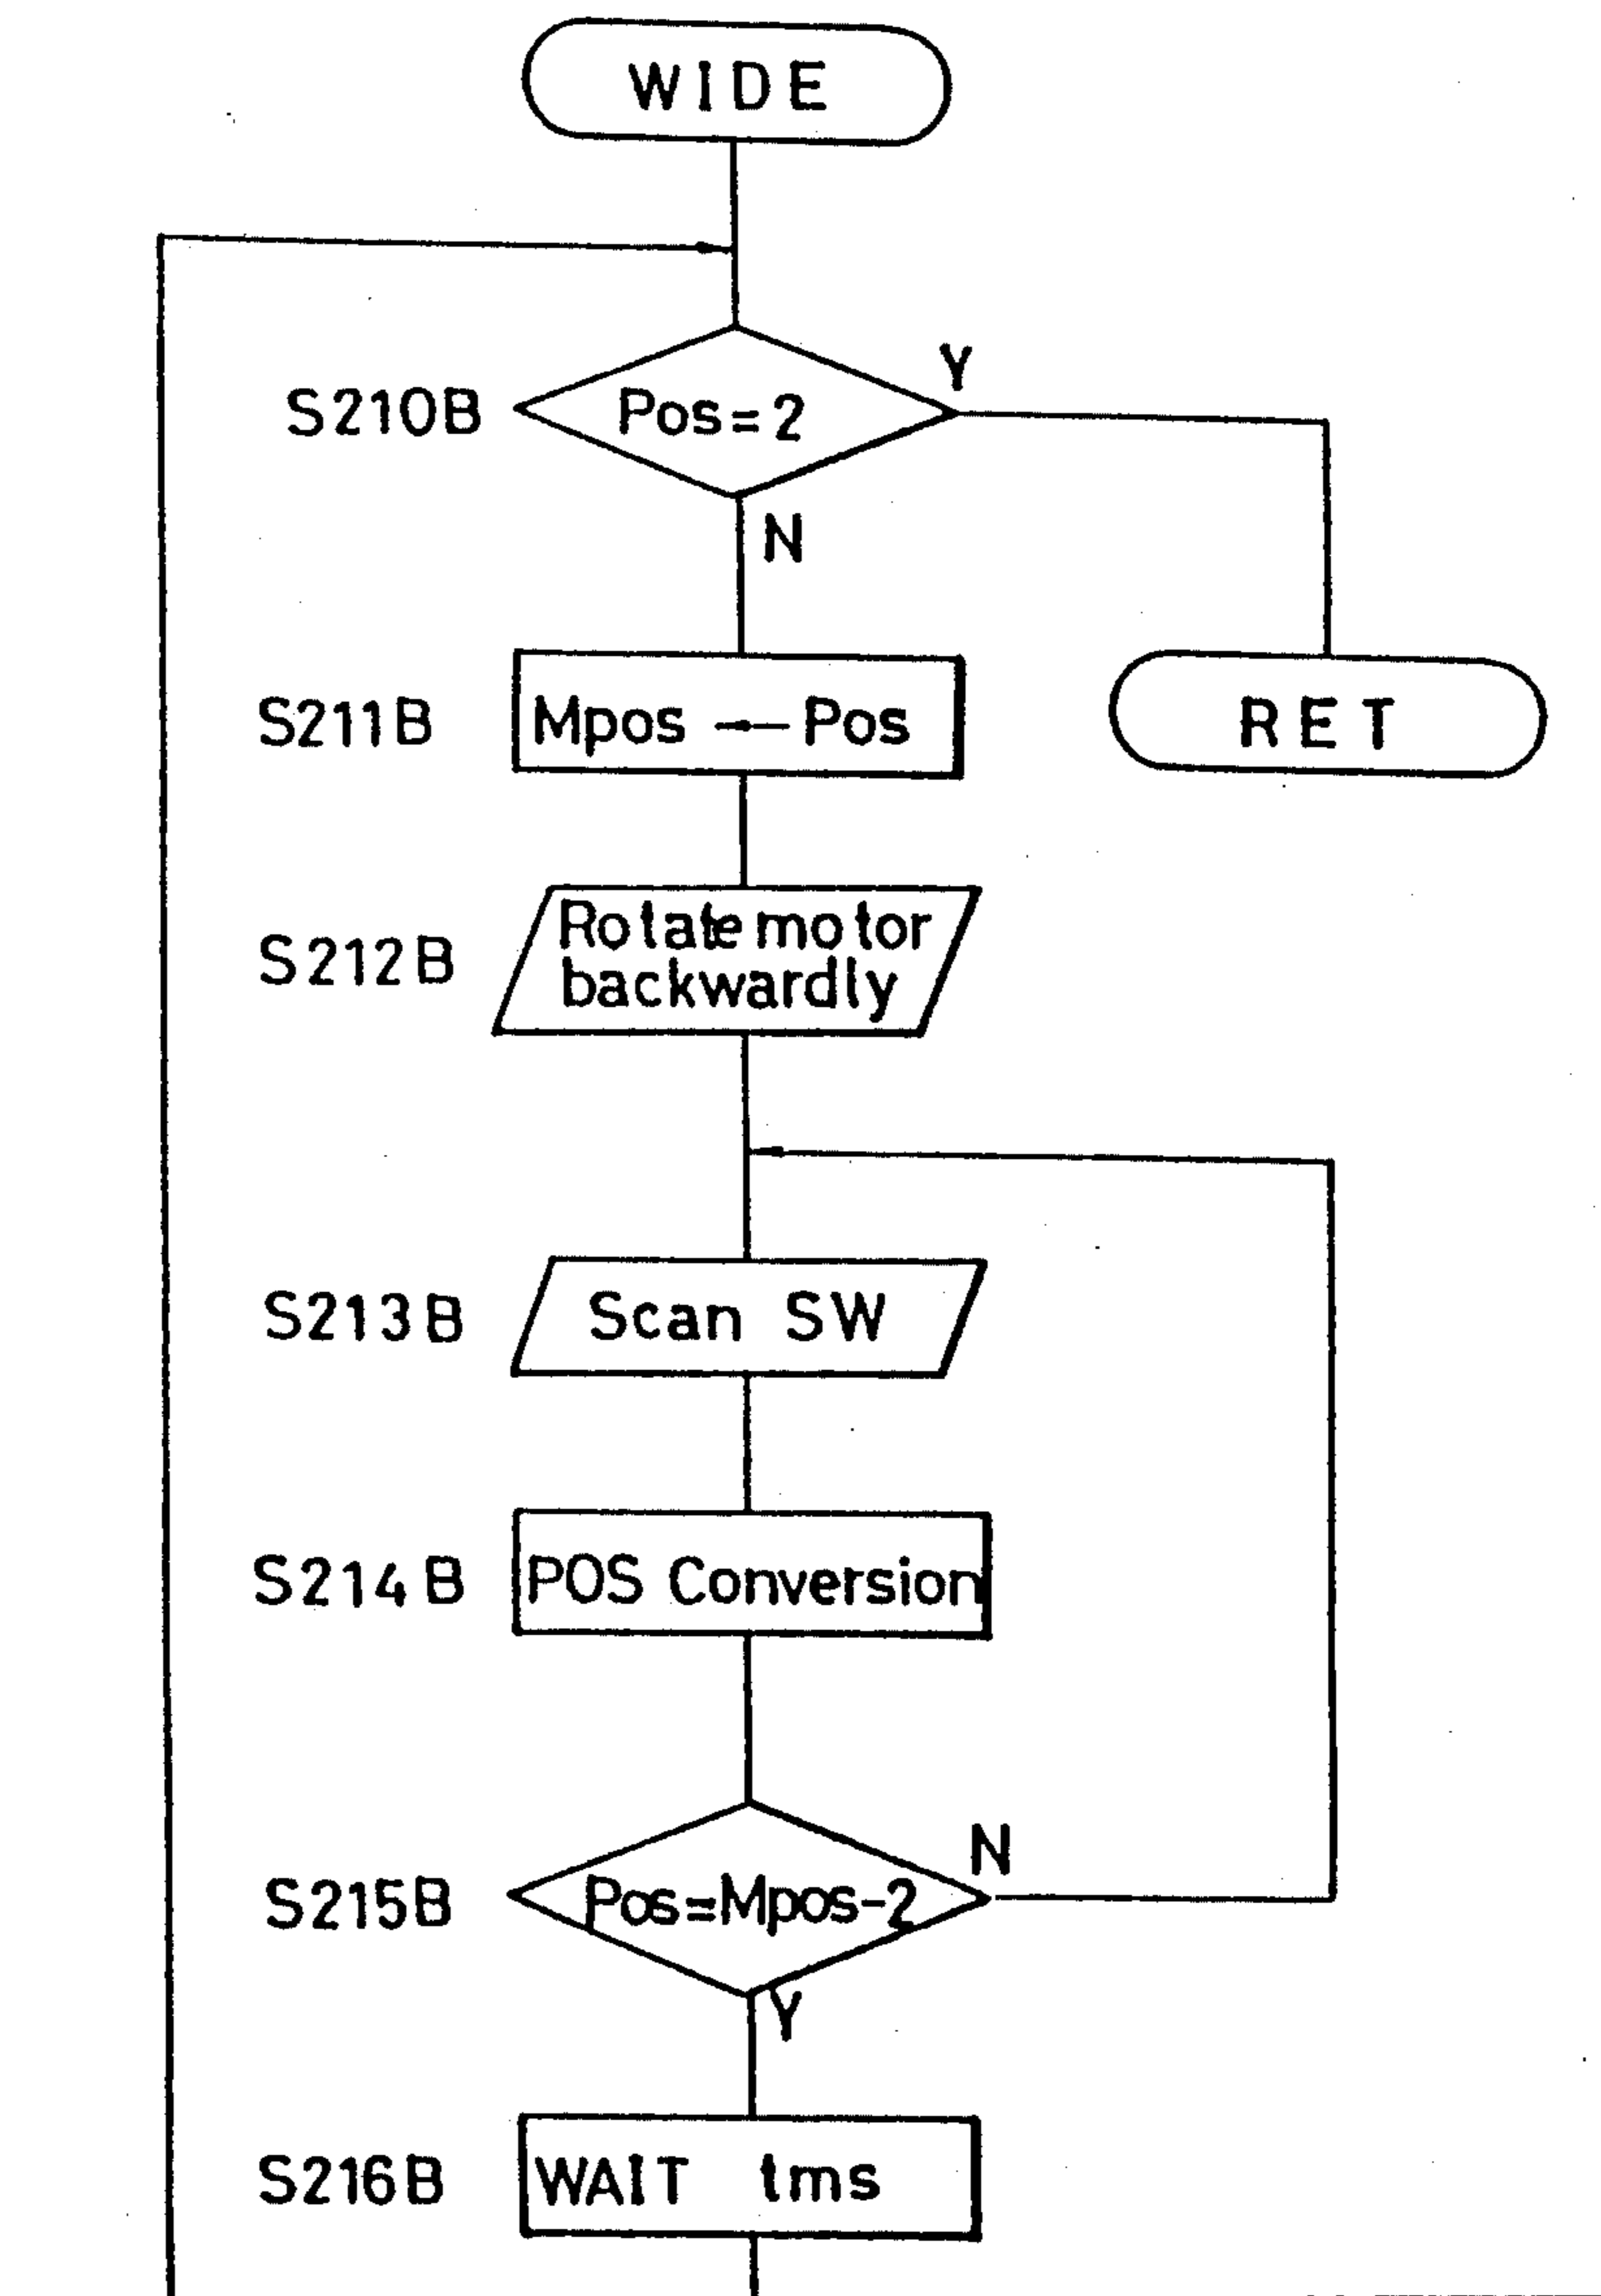 WIDE
S210B
Pos=2
Y
N
S211B
Mpos ← Pos
RET
S212B
Rotate motor
backwardly
S213B
Scan SW
S214B
POS Conversion
S215B
Pos=Mpos-2
N
Y
S216B
WAIT tms